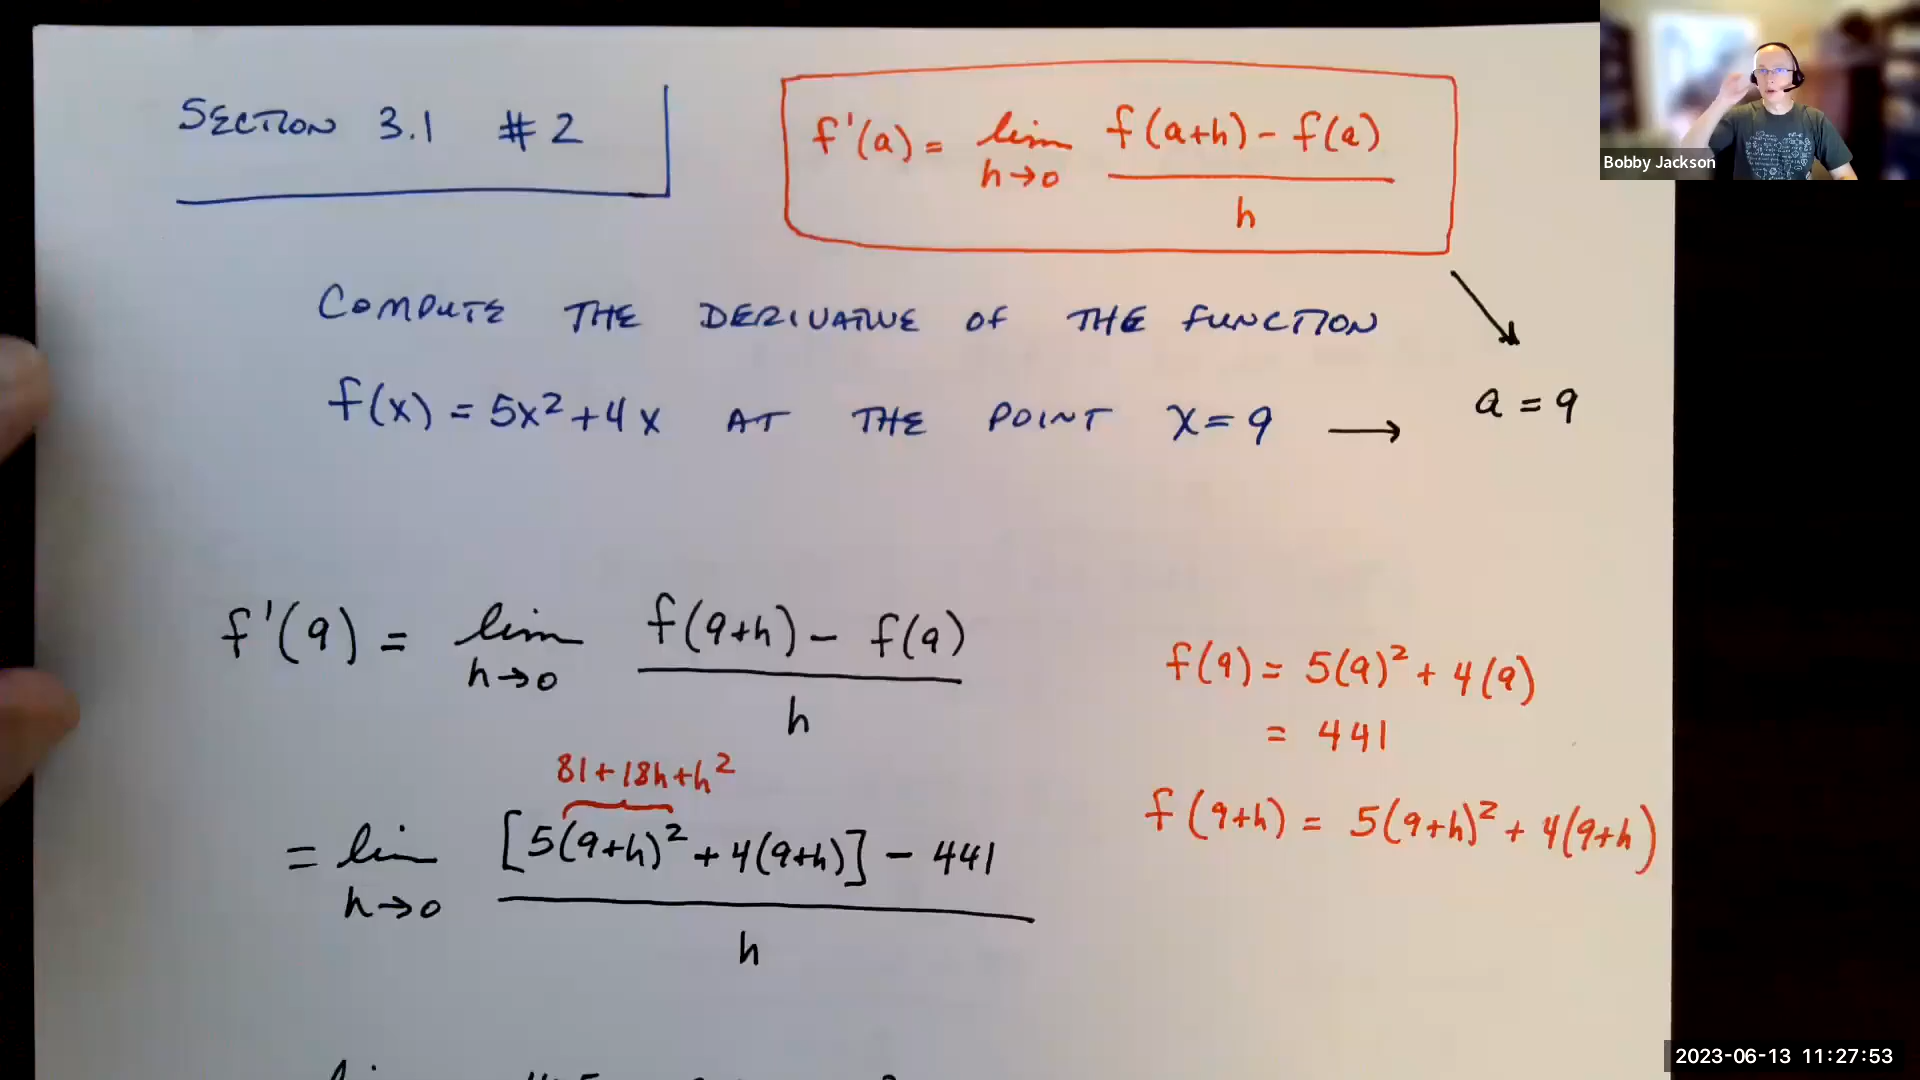 SECTION 3.1 #2
f'(a) = lim h→0 f(a+h) - f(a) / h
Bobby Jackson
COMPUTE THE DERIVATIVE OF THE FUNCTION
f(x) = 5x²+4x AT THE POINT x=9 → a = 9
f'(9) = lim h→0 f(9+h) - f(9) / h
f(9) = 5(9)² + 4(9)
= 441
81+18h+h²
= lim h→0 [5(9+h)² + 4(9+h)] - 441 / h
f(9+h) = 5(9+h)² + 4(9+h)
2023-06-13 11:27:53